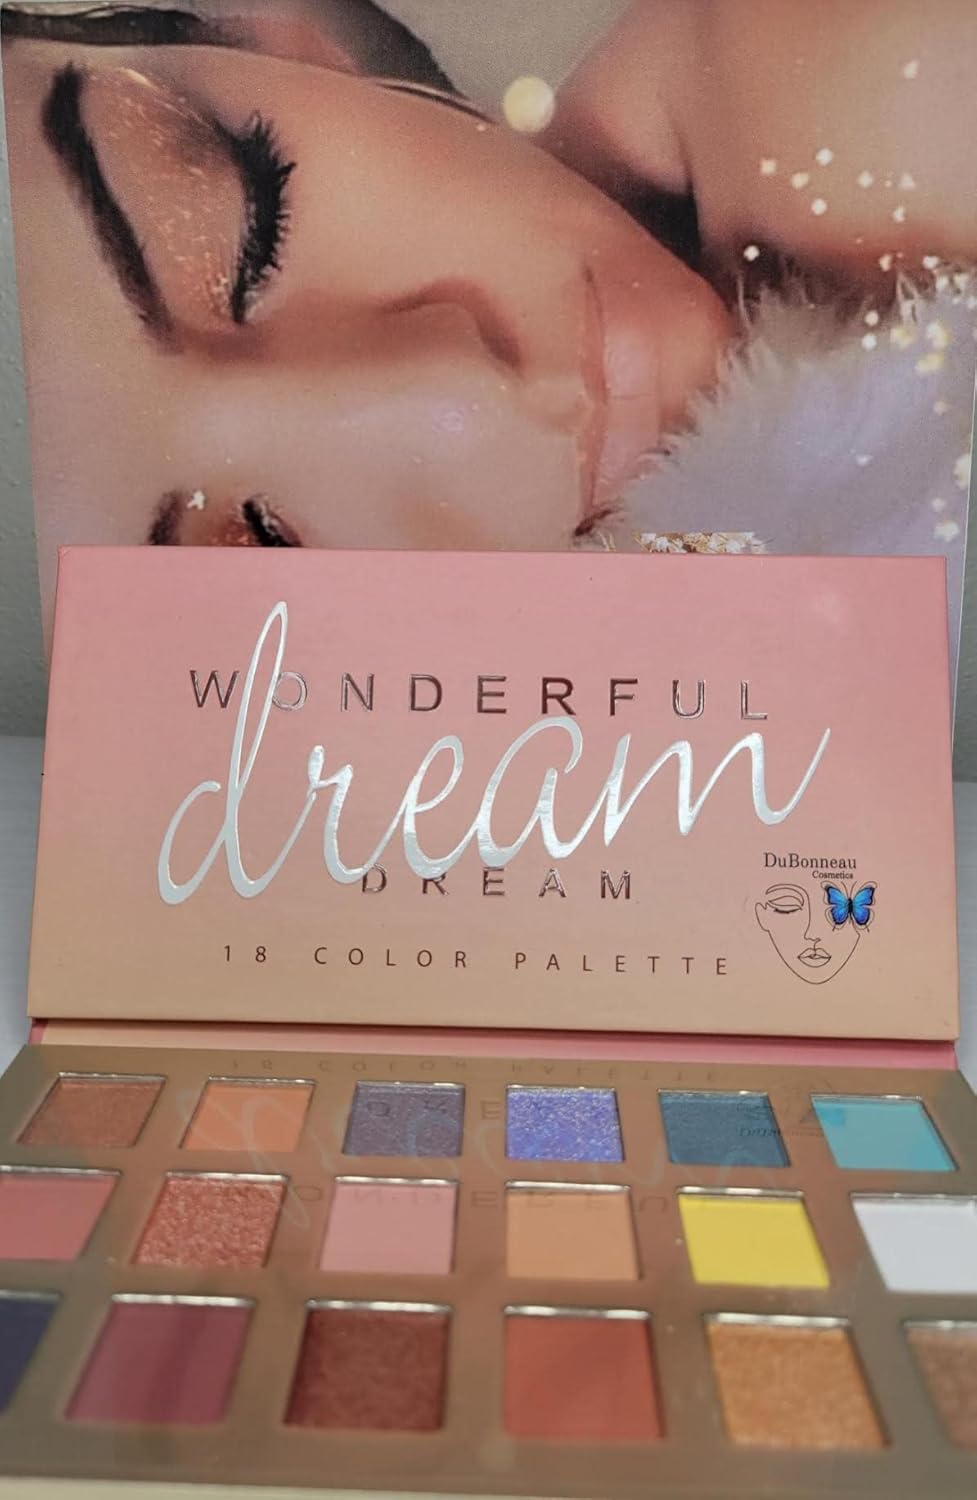 WONDERFUL
dream
DREAM
18 COLOR PALETTE
DuBonneau
Cosmetics